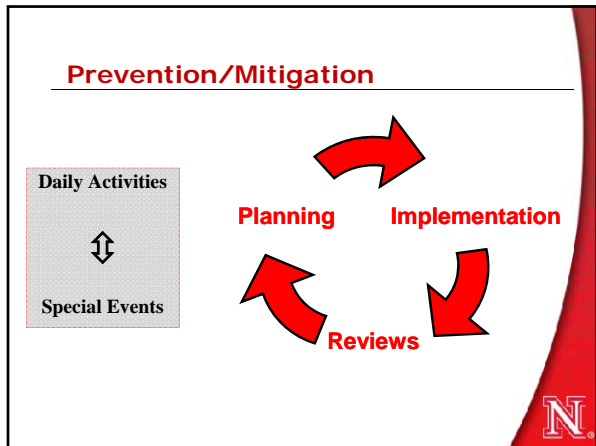 Prevention/Mitigation
Daily Activities
Special Events
Planning
Implementation
Reviews
N®